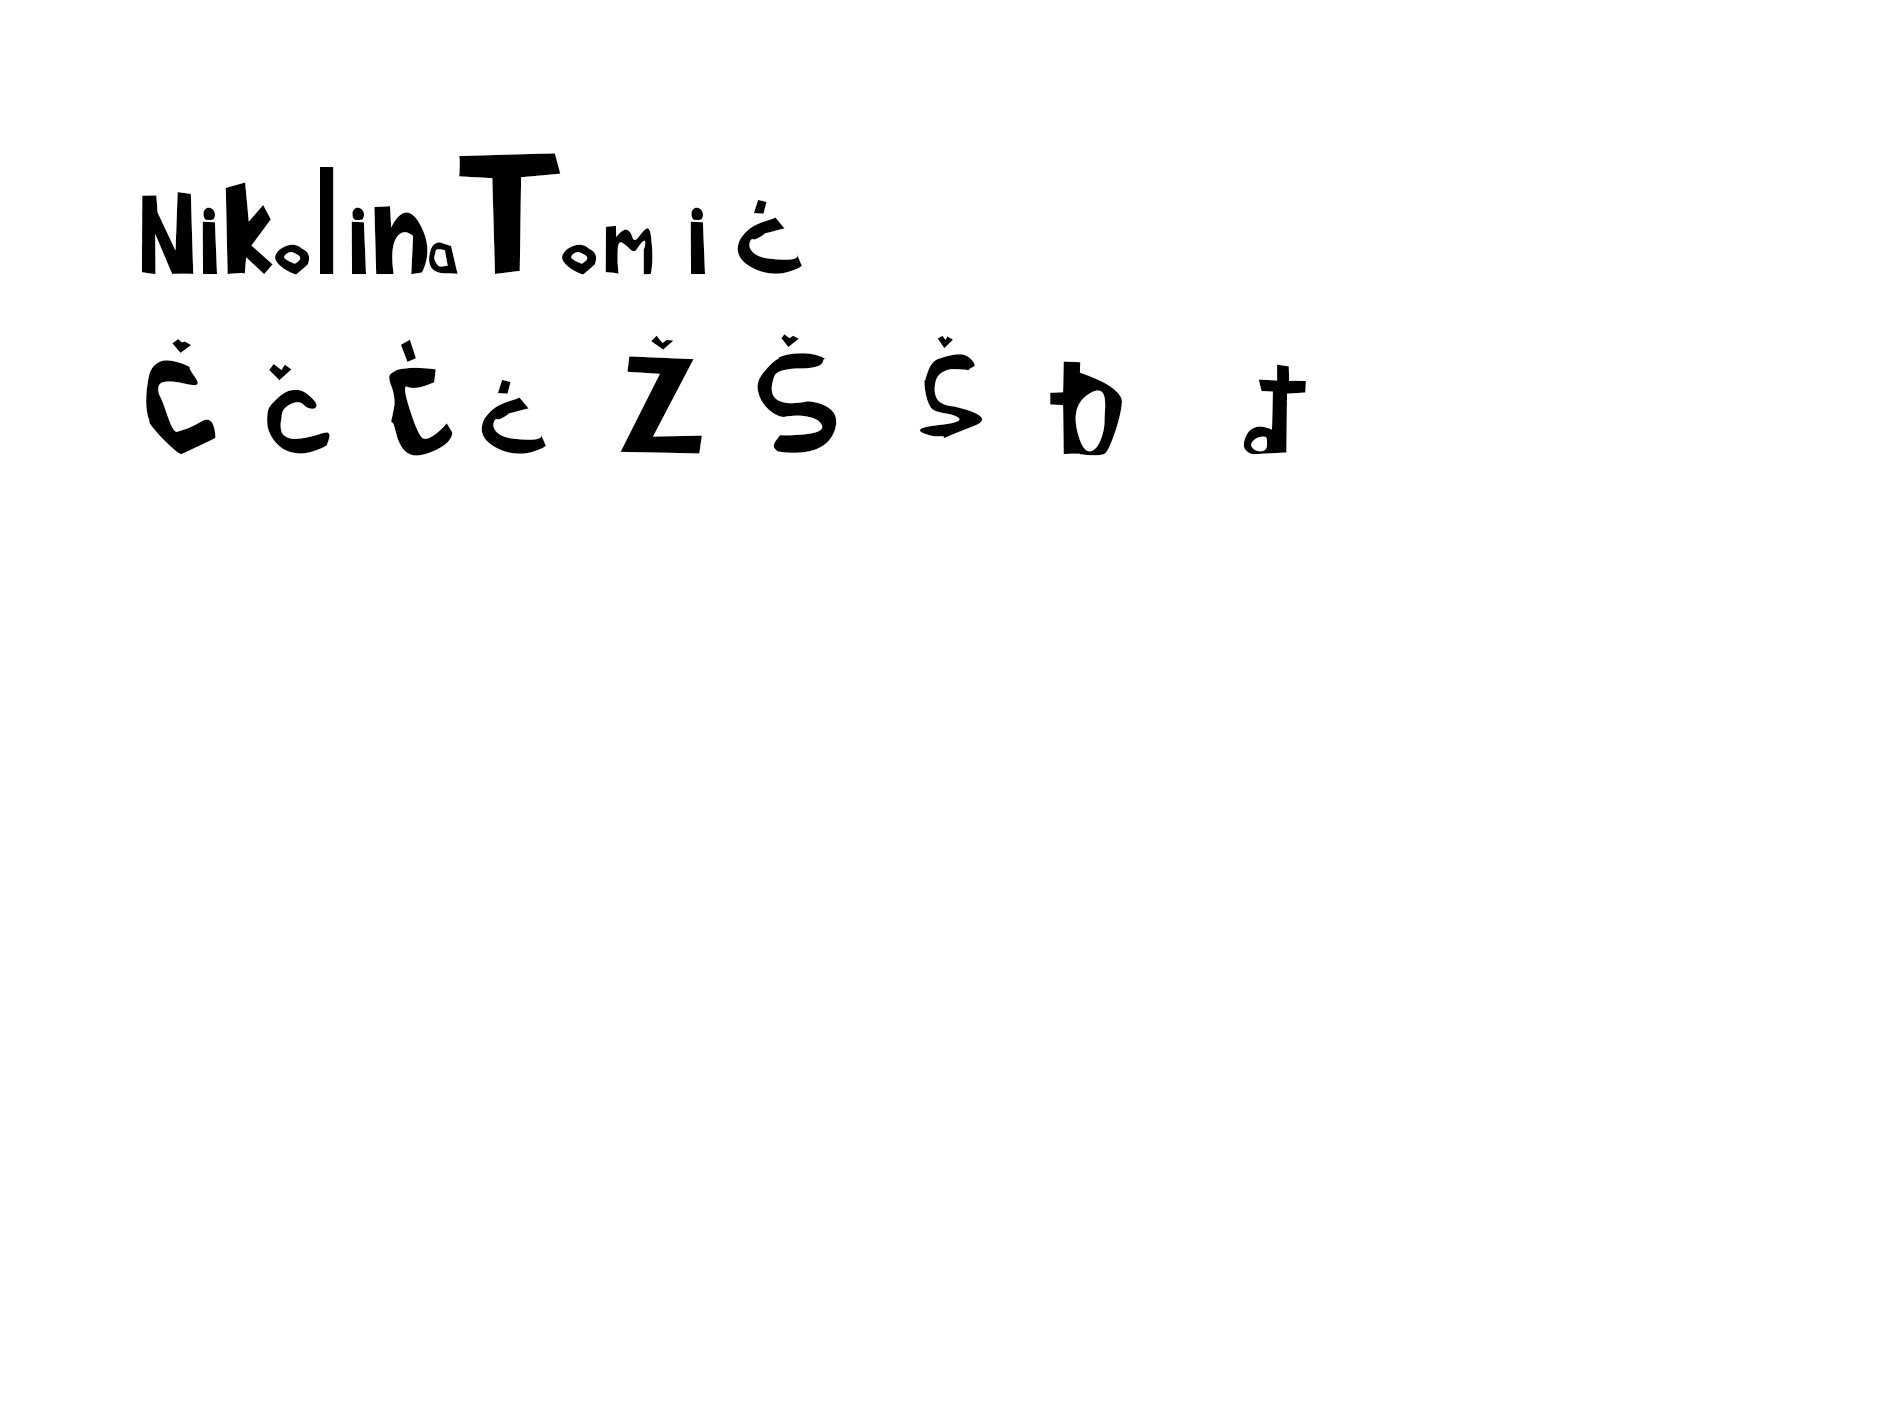 Nikolina Tomić
Č č Ć ć Ž Š š Đ đ